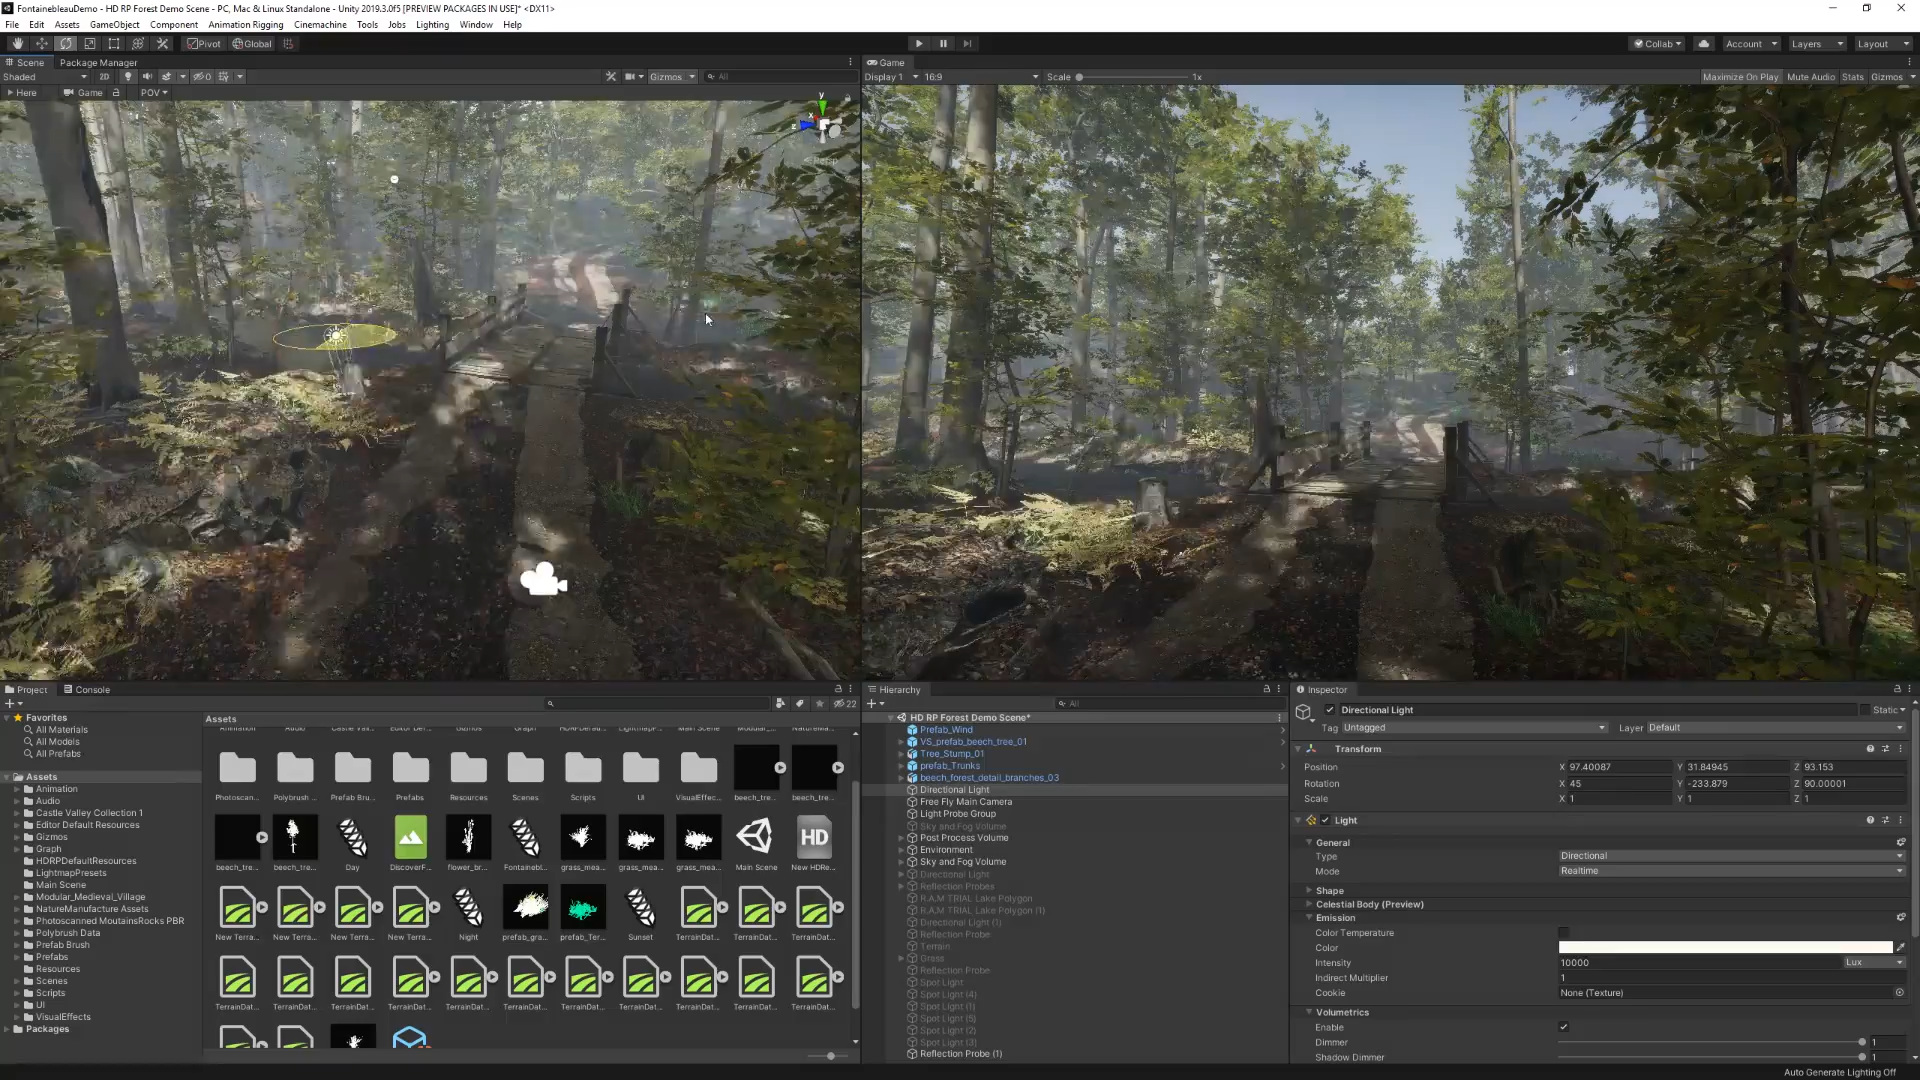 FontainebleauDemo - HD RP Forest Demo Scene - PC, Mac & Linux Standalone - Unity 2019.3.0f5 [PREVIEW PACKAGES IN USE]* <DX11>
File Edit Assets GameObject Component Animation Rigging Cinemachine Tools Jobs Lighting Window Help
Pivot Global Collab Account Layers Layout
Scene Package Manager
Shaded 2D 0 Gizmos All
Here Game POV
y
x
z
Persp
Game
Display 1 16:9 Scale 1x Maximize On Play Mute Audio Stats Gizmos
Project Console
22
Favorites
All Materials
All Models
All Prefabs
Assets
Animation
Audio
Castle Valley Collection 1
Editor Default Resources
Gizmos
Graph
HDRPDefaultResources
LightmapPresets
Main Scene
Modular_Medieval_Village
NatureManufacture Assets
Photoscanned MoutainsRocks PBR
Polybrush Data
Prefab Brush
Prefabs
Resources
Scenes
Scripts
UI
VisualEffects
Packages
Assets
Photoscan... Polybrush ... Prefab Bru... Prefabs Resources Scenes Scripts UI VisualEffec... beech_tre... beech_tre...
beech_tre... beech_tre... Day DiscoverF... flower_br... Fontainebl... grass_mea... grass_mea... grass_mea... Main Scene New HDRe...
HD
New Terra... New Terra... New Terra... New Terra... Night prefab_gra... prefab_Ter... Sunset TerrainDat... TerrainDat... TerrainDat...
TerrainDat... TerrainDat... TerrainDat... TerrainDat... TerrainDat... TerrainDat... TerrainDat... TerrainDat... TerrainDat... TerrainDat... TerrainDat...
Hierarchy
All
HD RP Forest Demo Scene*
Prefab_Wind
VS_prefab_beech_tree_01
Tree_Stump_01
prefab_Trunks
beech_forest_detail_branches_03
Directional Light
Free Fly Main Camera
Light Probe Group
Sky and Fog Volume
Post Process Volume
Environment
Sky and Fog Volume
Directional Light
Reflection Probes
R.A.M TRIAL Lake Polygon
R.A.M TRIAL Lake Polygon (1)
Directional Light (1)
Reflection Probe
Terrain
Grass
Reflection Probe
Spot Light
Spot Light (4)
Spot Light (1)
Spot Light (5)
Spot Light (2)
Spot Light (3)
Reflection Probe (1)
Inspector
Directional Light Static
Tag Untagged Layer Default
Transform
Position X 97.40087 Y 31.84945 Z 93.153
Rotation X 45 Y -233.879 Z 90.00001
Scale X 1 Y 1 Z 1
Light
General
Type Directional
Mode Realtime
Shape
Celestial Body (Preview)
Emission
Color Temperature
Color
Intensity 10000 Lux
Indirect Multiplier 1
Cookie None (Texture)
Volumetrics
Enable
Dimmer 1
Shadow Dimmer 1
Auto Generate Lighting Off